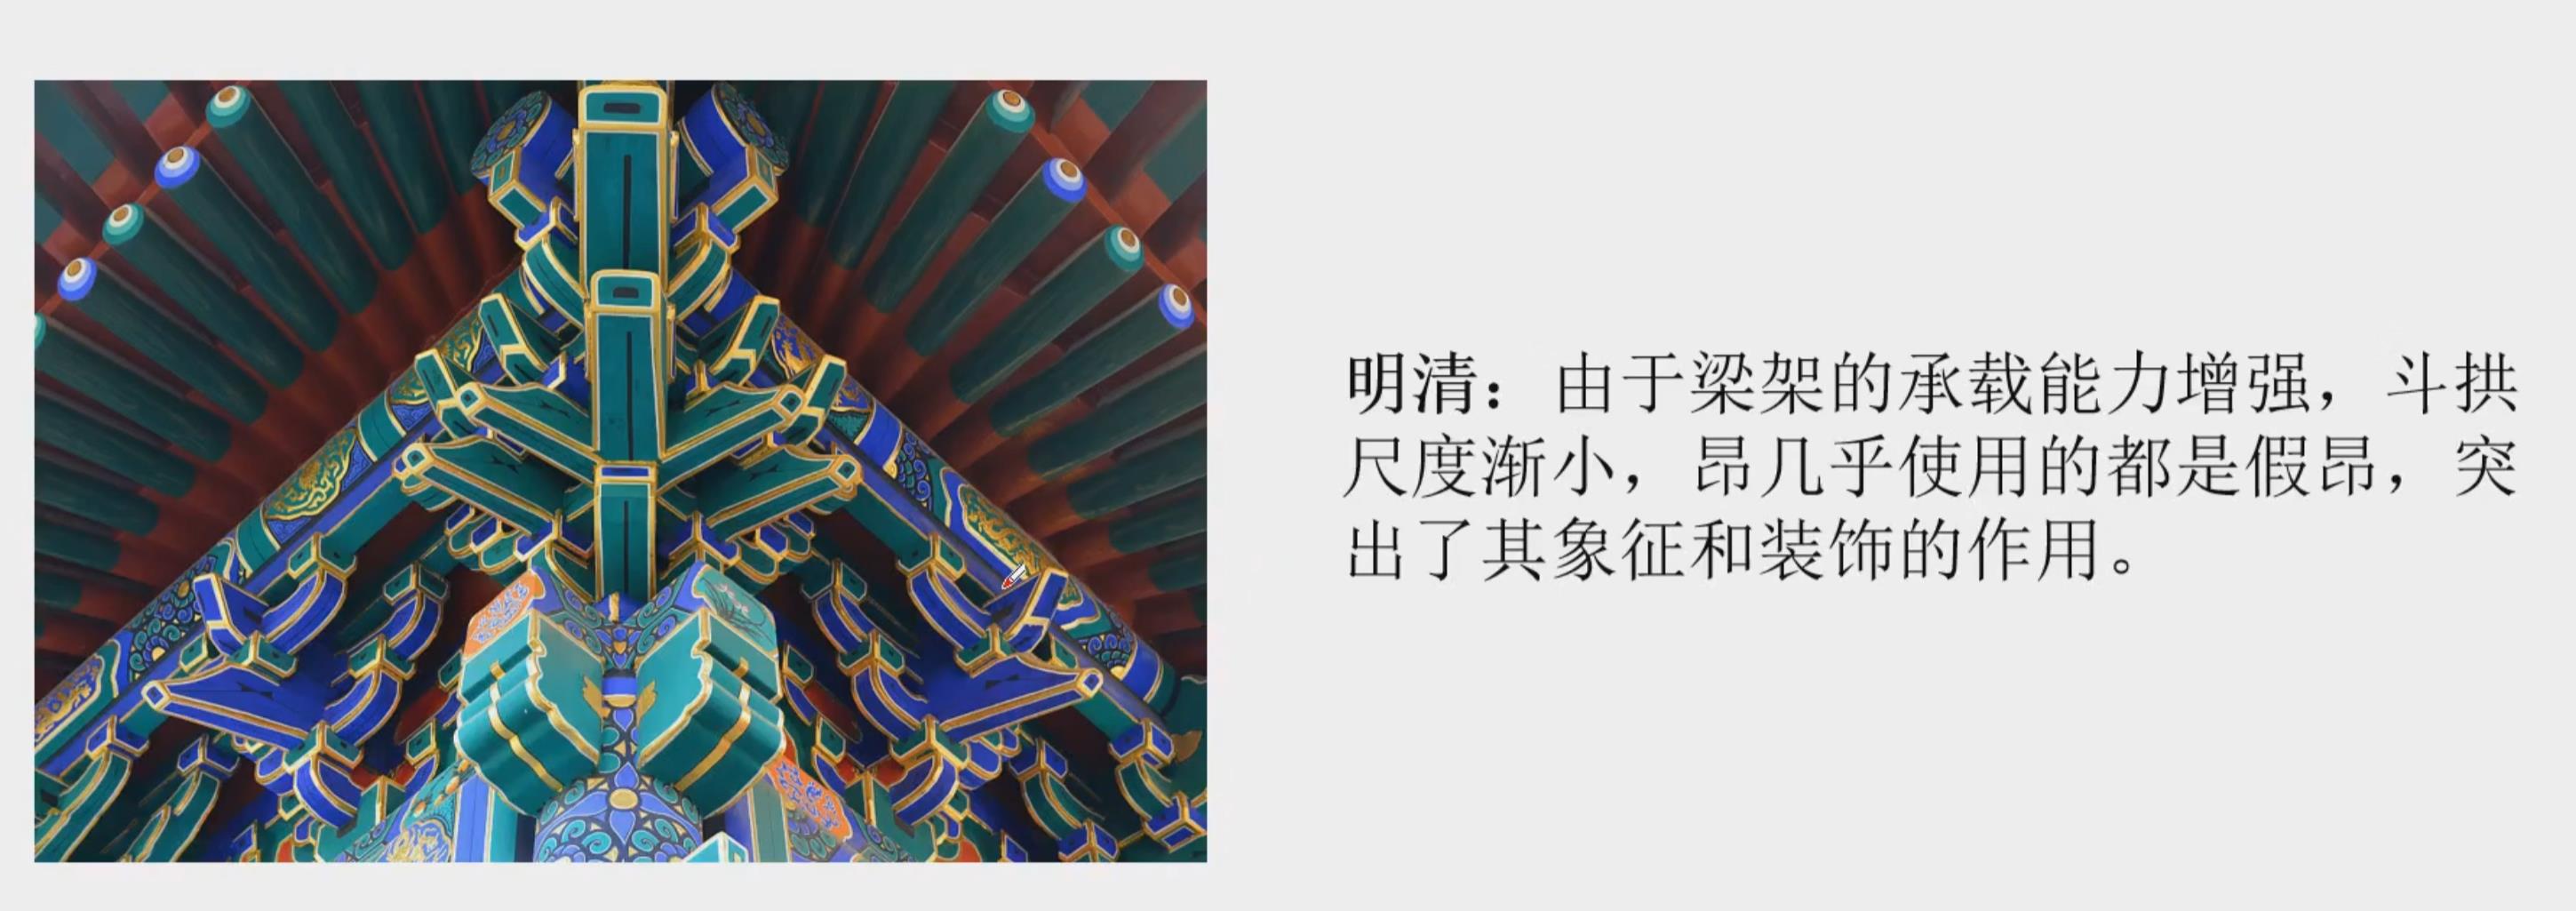 明清：由于梁架的承载能力增强，斗拱
尺度渐小，昂几乎使用的都是假昂，突
出了其象征和装饰的作用。